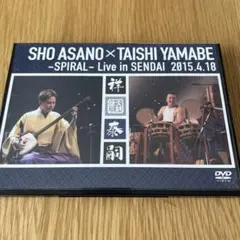 SHO ASANO×TAISHI YAMABE
-SPIRAL- Live in SENDAI 2015.4.18
祥
泰
嗣
DVD